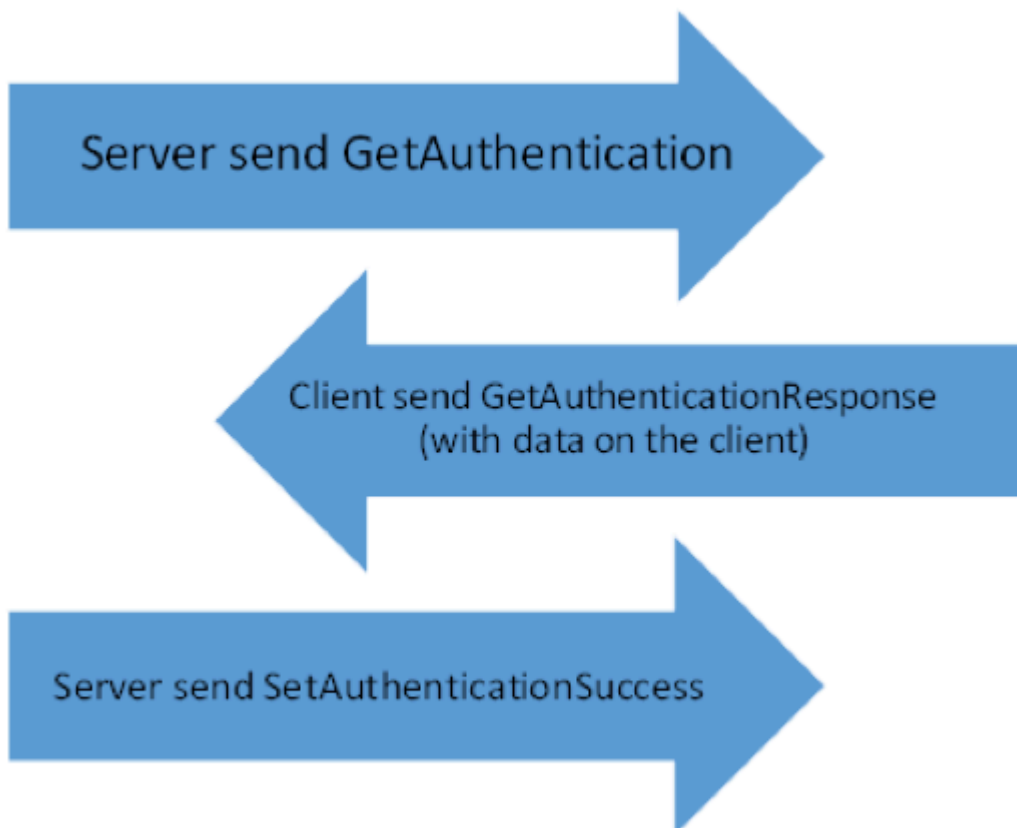 Server send GetAuthentication
Client send GetAuthenticationResponse
(with data on the client)
Server send SetAuthenticationSuccess